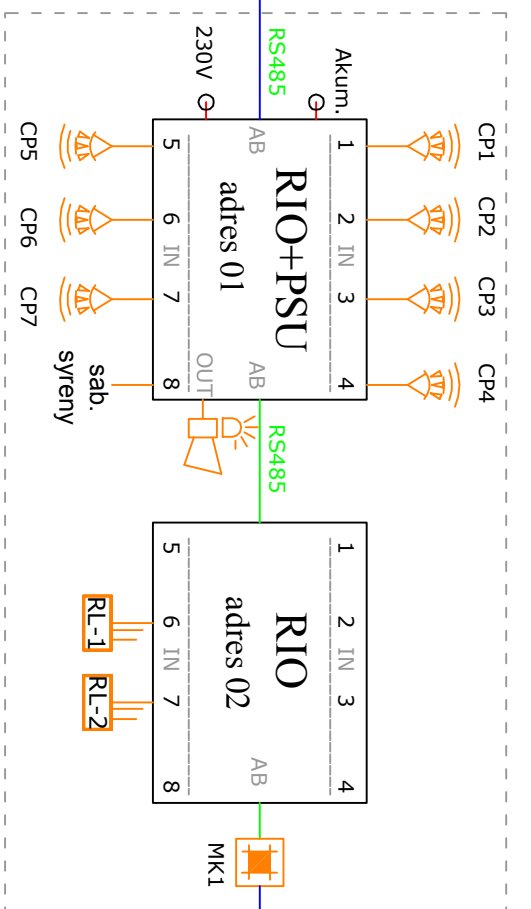 CP1
CP2
CP3
CP4
Akum.
RS485
230V
1
2
IN
3
4
AB
RIO+PSU
adres 01
AB
5
6
IN
7
8
OUT
CP5
CP6
CP7
sab.
syreny
RS485
1
2
IN
3
4
RIO
adres 02
AB
5
6
IN
7
8
RL-1
RL-2
MK1